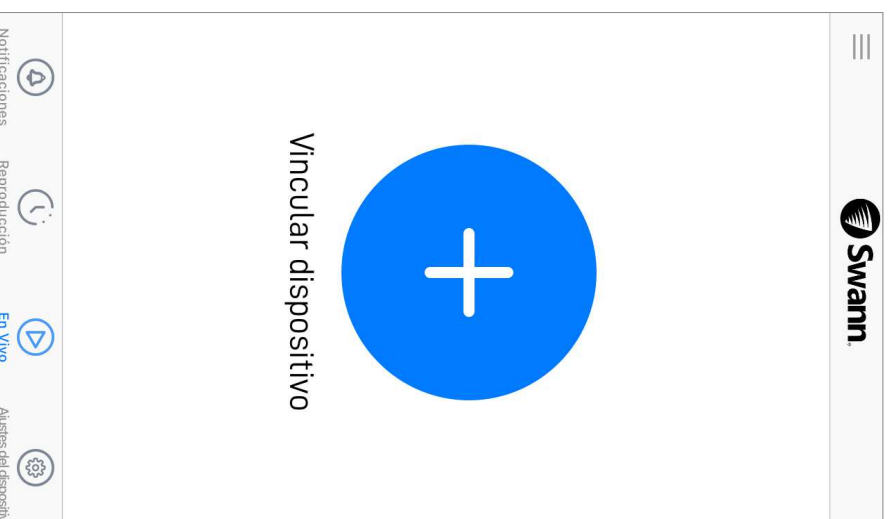 Swann
Vincular dispositivo
Notificaciones
Reproducción
En Vivo
Ajustes del